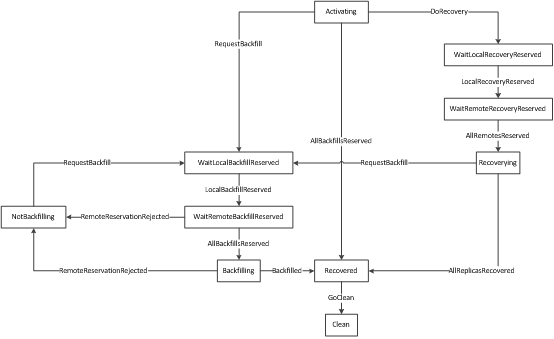 Activating
DoRecovery
RequestBackfill
WaitLocalRecoveryReserved
LocalRecoveryReserved
WaitRemoteRecoveryReserved
AllBackfillsReserved
AllRemotesReserved
RequestBackfill
WaitLocalBackfillReserved
RequestBackfill
Recoverying
LocalBackfillReserved
NotBackfilling
RemoteReservationRejected
WaitRemoteBackfillReserved
AllBackfillsReserved
RemoteReservationRejected
Backfilling
Backfilled
Recovered
AllReplicasRecovered
GoClean
Clean